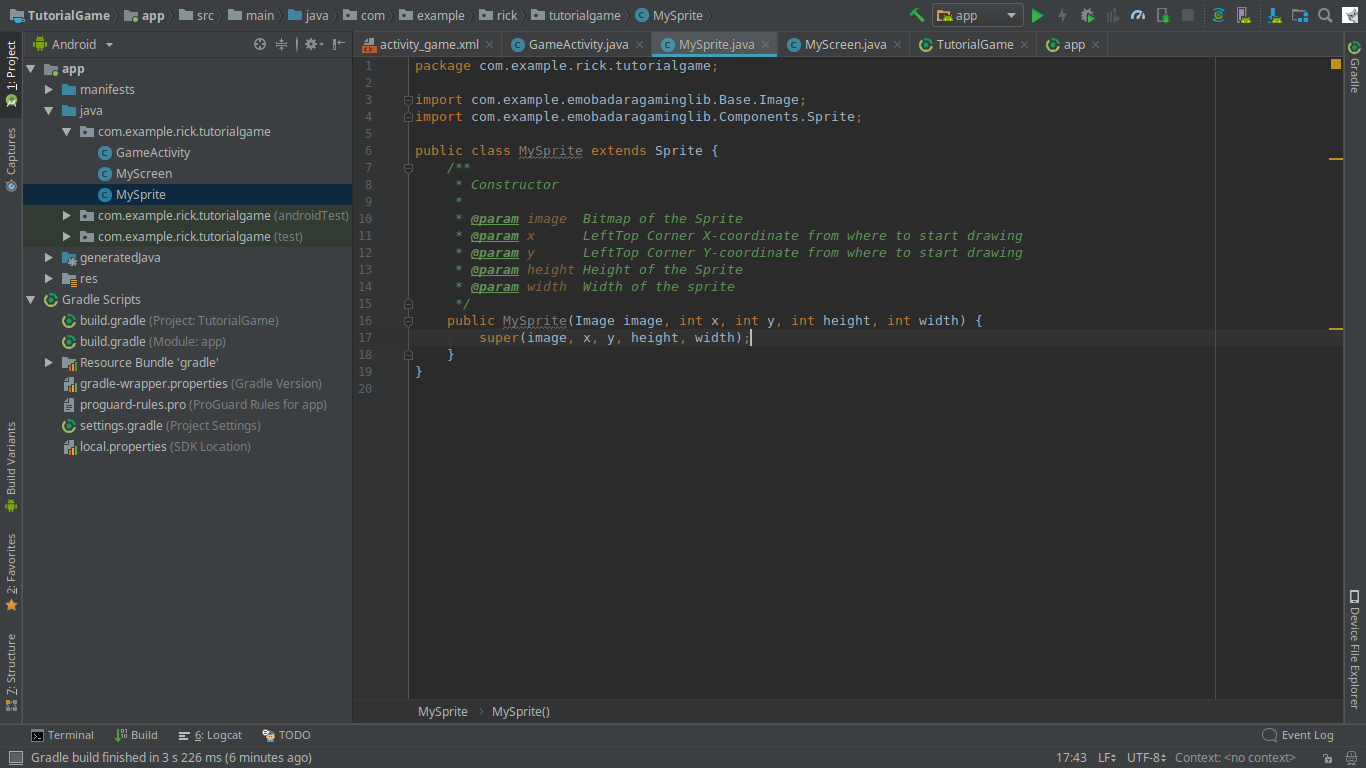 TutorialGame app src main java com example rick tutorialgame MySprite app
Android
activity_game.xml GameActivity.java MySprite.java MyScreen.java TutorialGame app
1: Project
Captures
Build Variants
2: Favorites
7: Structure
app
manifests
java
com.example.rick.tutorialgame
GameActivity
MyScreen
MySprite
com.example.rick.tutorialgame (androidTest)
com.example.rick.tutorialgame (test)
generatedJava
res
Gradle Scripts
build.gradle (Project: TutorialGame)
build.gradle (Module: app)
Resource Bundle 'gradle'
gradle-wrapper.properties (Gradle Version)
proguard-rules.pro (ProGuard Rules for app)
settings.gradle (Project Settings)
local.properties (SDK Location)
1 package com.example.rick.tutorialgame;
2
3 import com.example.emobadaragaminglib.Base.Image;
4 import com.example.emobadaragaminglib.Components.Sprite;
5
6 public class MySprite extends Sprite {
7 /**
8 * Constructor
9 *
10 * @param image Bitmap of the Sprite
11 * @param x LeftTop Corner X-coordinate from where to start drawing
12 * @param y LeftTop Corner Y-coordinate from where to start drawing
13 * @param height Height of the Sprite
14 * @param width Width of the sprite
15 */
16 public MySprite(Image image, int x, int y, int height, int width) {
17 super(image, x, y, height, width);
18 }
19 }
20
Gradle
Device File Explorer
MySprite MySprite()
Terminal Build 6: Logcat TODO Event Log
Gradle build finished in 3 s 226 ms (6 minutes ago) 17:43 LF UTF-8 Context: <no context>